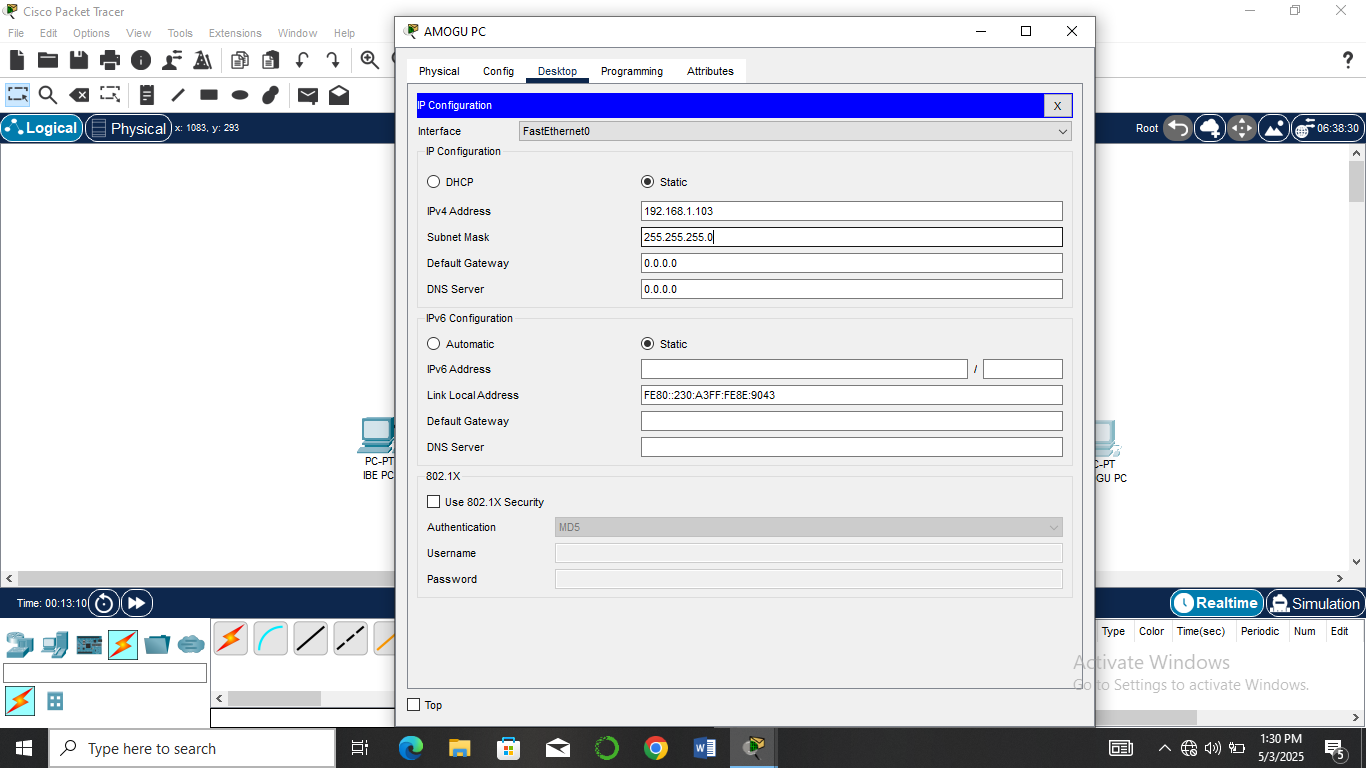 Cisco Packet Tracer
File Edit Options View Tools Extensions Window Help
Logical Physical x: 1083, y: 293
Root 06:38:30
PC-PT
IBE PC
C-PT
GU PC
AMOGU PC
Physical Config Desktop Programming Attributes
IP Configuration X
Interface FastEthernet0
IP Configuration
DHCP Static
IPv4 Address 192.168.1.103
Subnet Mask 255.255.255.0
Default Gateway 0.0.0.0
DNS Server 0.0.0.0
IPv6 Configuration
Automatic Static
IPv6 Address /
Link Local Address FE80::230:A3FF:FE8E:9043
Default Gateway
DNS Server
802.1X
Use 802.1X Security
Authentication MD5
Username
Password
Top
Time: 00:13:10
Realtime Simulation
Type Color Time(sec) Periodic Num Edit
Activate Windows
Go to Settings to activate Windows.
Type here to search
1:30 PM
5/3/2025
5